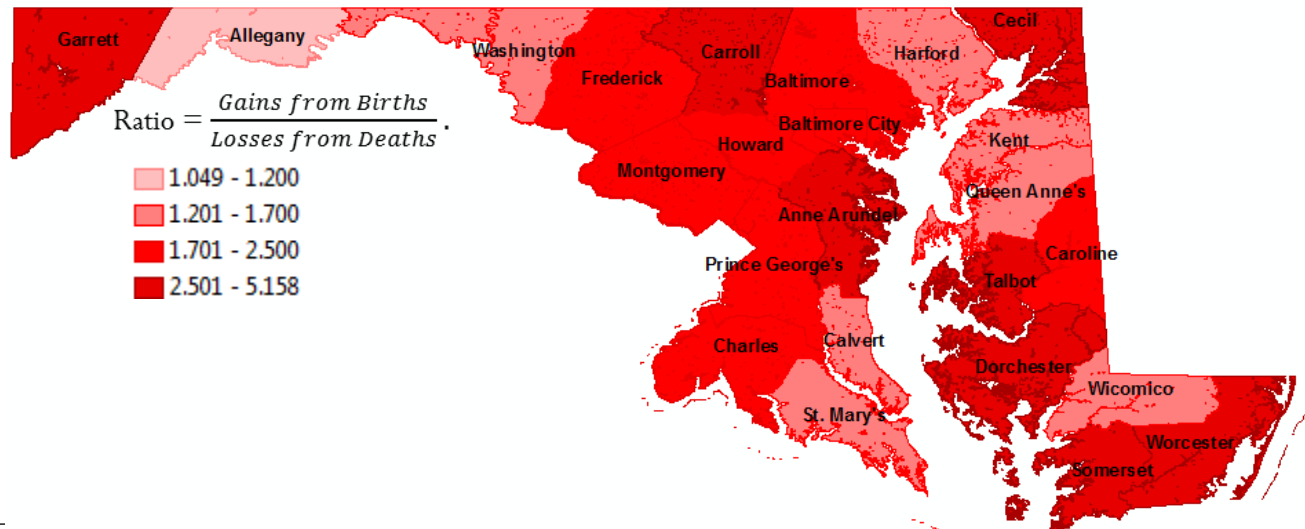 Cecil
Garrett
Allegany
Washington
Carroll
Harford
Frederick
Baltimore
Ratio = Gains from Births / Losses from Deaths .
Baltimore City
Howard
Kent
Montgomery
1.049 - 1.200
Queen Anne's
1.201 - 1.700
Anne Arundel
1.701 - 2.500
Caroline
Prince George's
Talbot
2.501 - 5.158
Calvert
Charles
Dorchester
Wicomico
St. Mary's
Worcester
Somerset